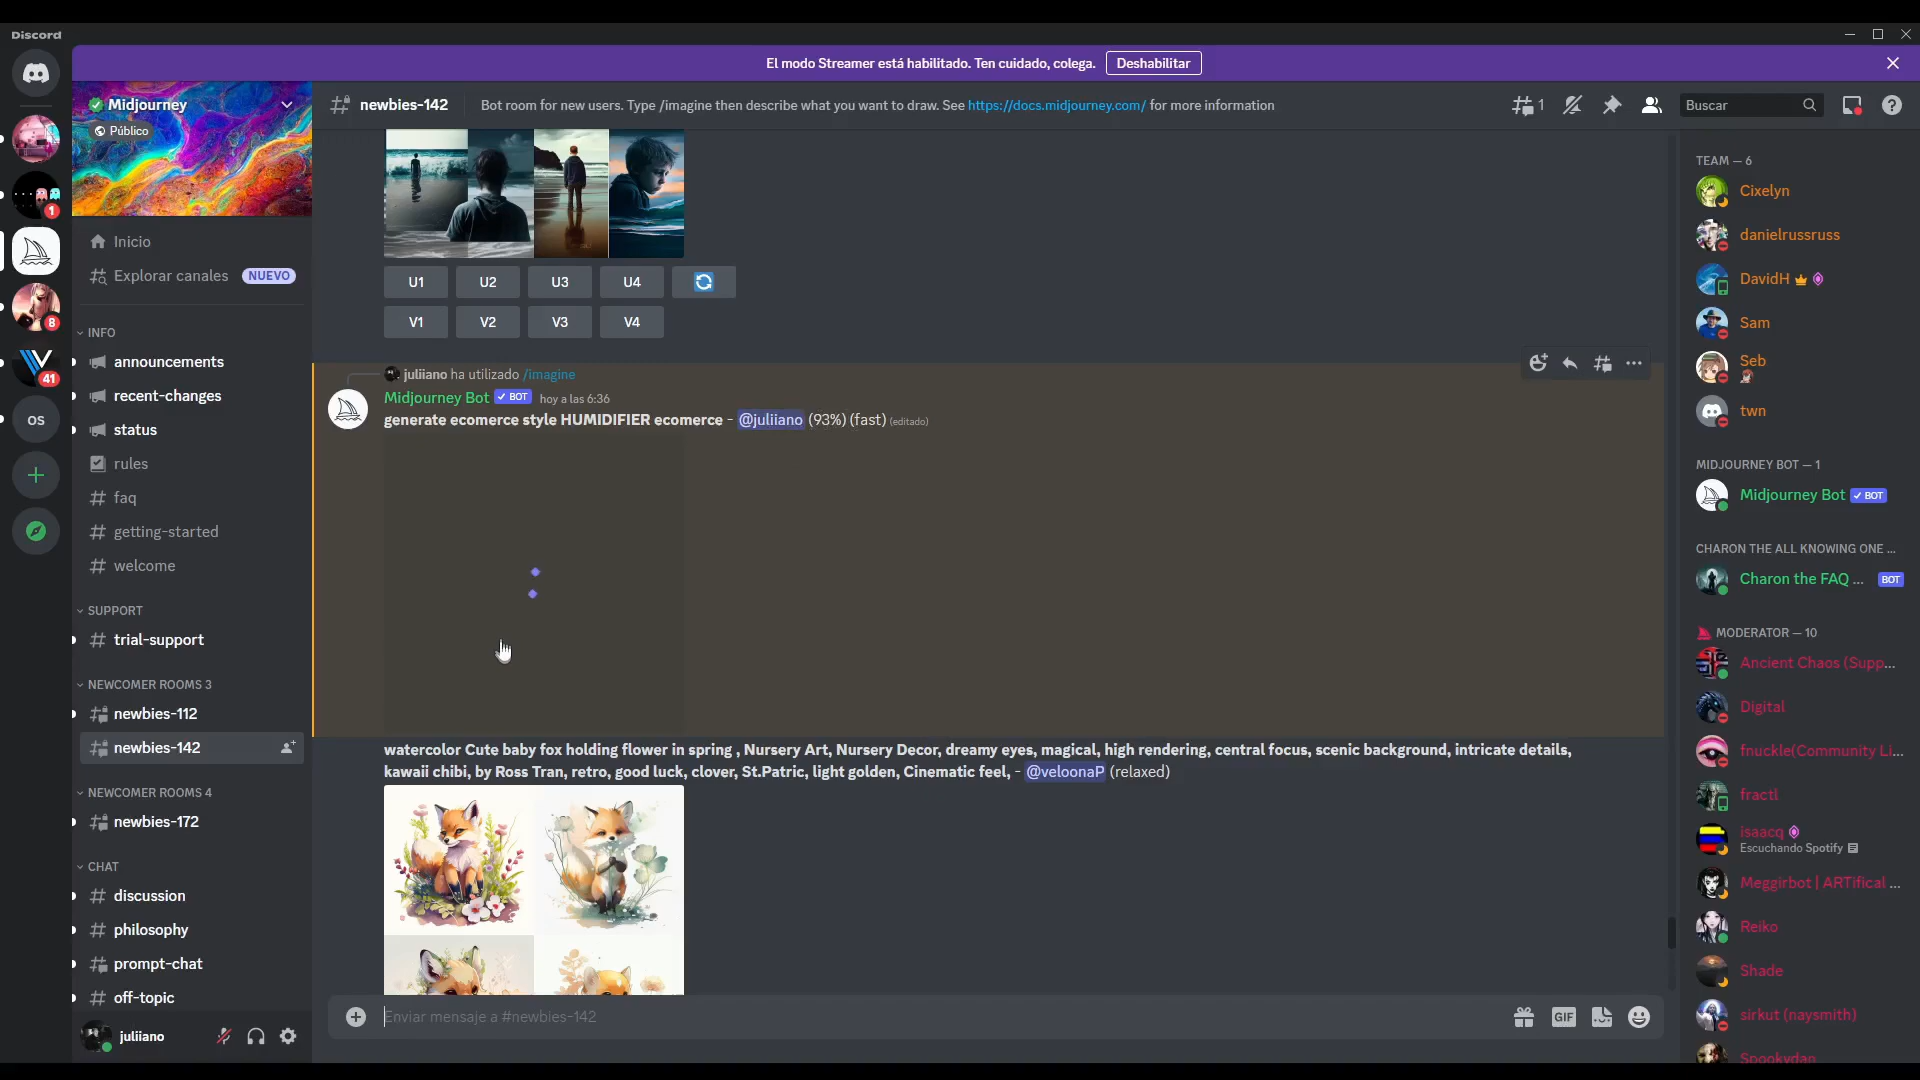 Discord
El modo Streamer está habilitado. Ten cuidado, colega.
Deshabilitar
Midjourney
Público
newbies-142
Bot room for new users. Type /imagine then describe what you want to draw. See https://docs.midjourney.com/ for more information
1
Buscar
Inicio
Explorar canales
NUEVO
INFO
announcements
recent-changes
status
rules
faq
getting-started
welcome
SUPPORT
trial-support
NEWCOMER ROOMS 3
newbies-112
newbies-142
NEWCOMER ROOMS 4
newbies-172
CHAT
discussion
philosophy
prompt-chat
off-topic
juliiano
1
8
41
OS
U1 U2 U3 U4
V1 V2 V3 V4
juliiano ha utilizado /imagine
Midjourney Bot BOT hoy a las 6:36
generate ecomerce style HUMIDIFIER ecomerce - @juliiano (93%) (fast) (editado)
watercolor Cute baby fox holding flower in spring , Nursery Art, Nursery Decor, dreamy eyes, magical, high rendering, central focus, scenic background, intricate details,
kawaii chibi, by Ross Tran, retro, good luck, clover, St.Patric, light golden, Cinematic feel, - @veloonaP (relaxed)
Enviar mensaje a #newbies-142
GIF
TEAM — 6
Cixelyn
danielrussruss
DavidH
Sam
Seb
twn
MIDJOURNEY BOT — 1
Midjourney Bot BOT
CHARON THE ALL KNOWING ONE ...
Charon the FAQ ... BOT
MODERATOR — 10
Ancient Chaos (Supp...
Digital
fnuckle(Community Li...
fractl
isaacq
Escuchando Spotify
Meggirbot | ARTifical ...
Reiko
Shade
sirkut (naysmith)
Spookydan